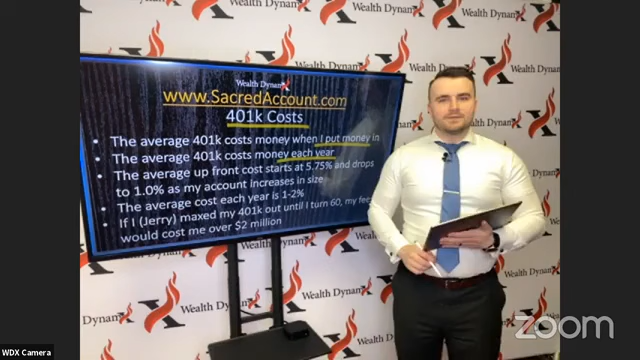 Wealth DynamX
www.SacredAccount.com
401k Costs
• The average 401k costs money when I put money in
• The average 401k costs money each year
• The average up front cost starts at 5.75% and drops
to 1.0% as my account increases in size
• The average cost each year is 1-2%
• If I (Jerry) maxed my 401k out until I turn 60, my fee
would cost me over $2 million
Wealth DynamX
WDX Camera
zoom